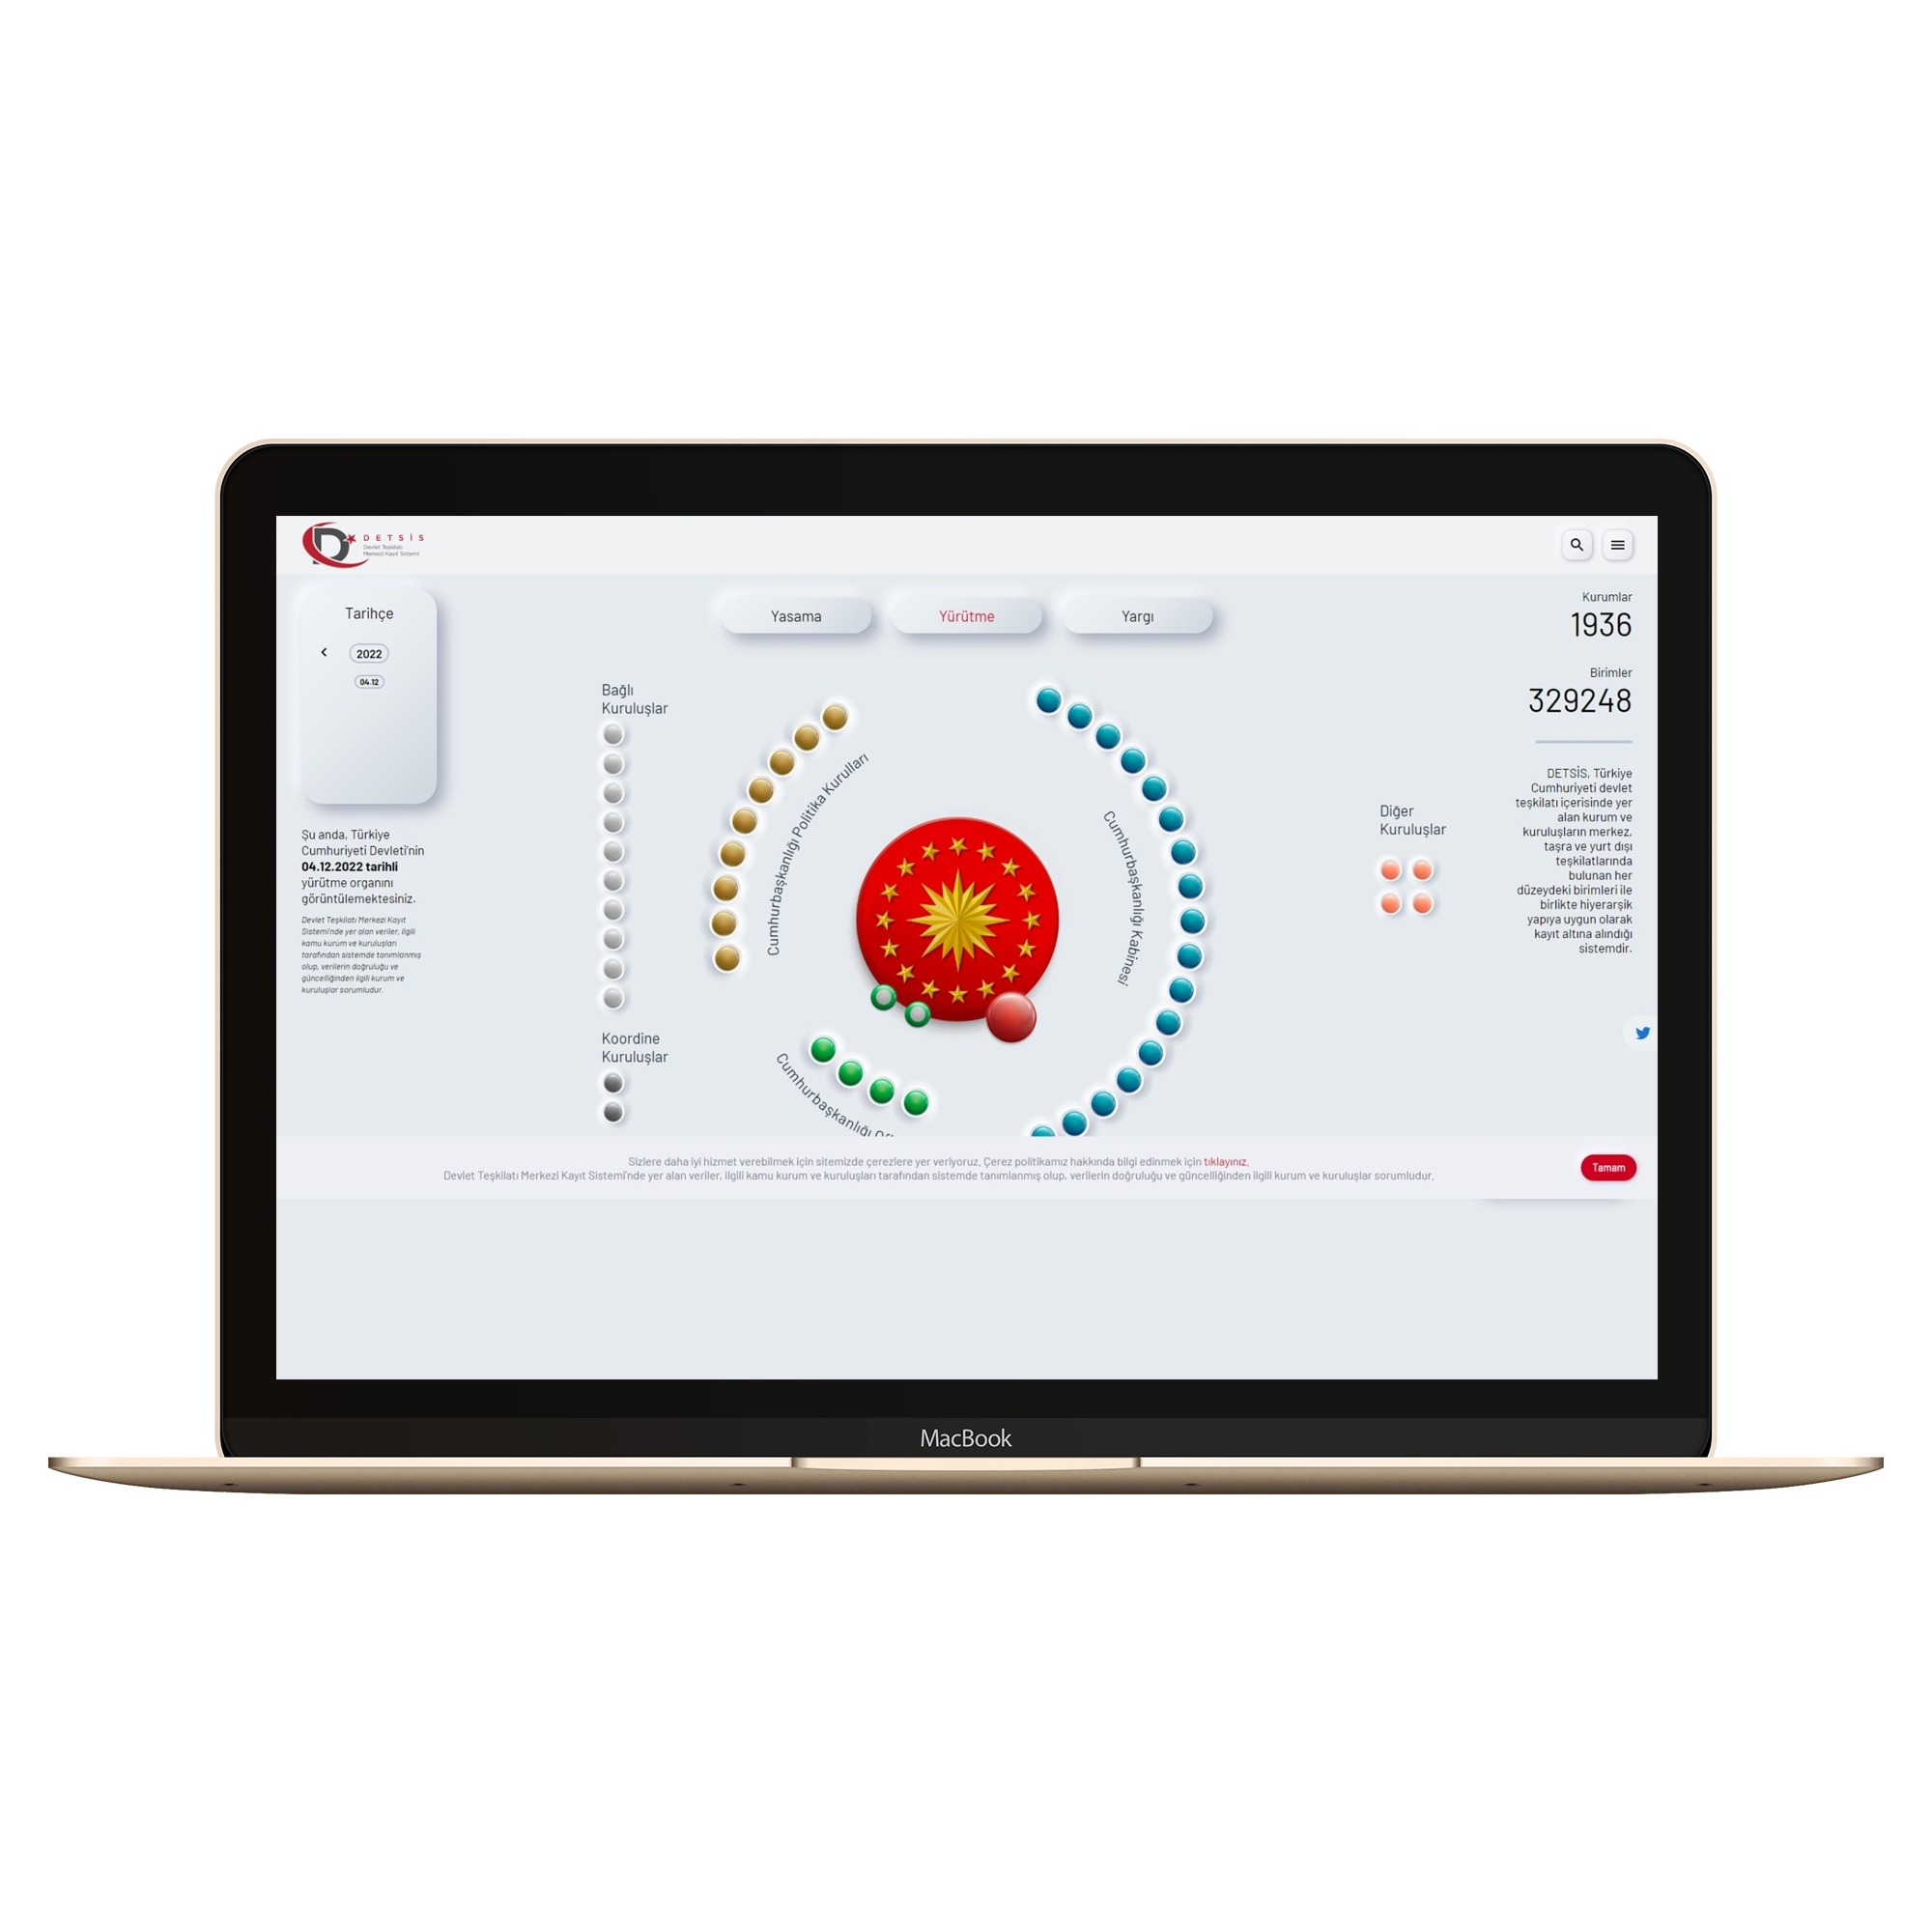 DETSİS
Devlet Teşkilatı
Merkezi Kayıt Sistemi
Tarihçe
2022
04.12
Şu anda, Türkiye
Cumhuriyeti Devleti'nin
04.12.2022 tarihli
yürütme organını
görüntülemektesiniz.
Devlet Teşkilatı Merkezi Kayıt
Sistemi'nde yer alan veriler, ilgili
kamu kurum ve kuruluşları
tarafından sistemde tanımlanmış
olup, verilerin doğruluğu ve
güncelliğinden ilgili kurum ve
kuruluşlar sorumludur.
Yasama
Yürütme
Yargı
Bağlı
Kuruluşlar
Koordine
Kuruluşlar
Cumhurbaşkanlığı Politika Kurulları
Cumhurbaşkanlığı Kabinesi
Cumhurbaşkanlığı
Diğer
Kuruluşlar
Kurumlar
1936
Birimler
329248
DETSİS, Türkiye
Cumhuriyeti devlet
teşkilatı içerisinde yer
alan kurum ve
kuruluşların merkez,
taşra ve yurt dışı
teşkilatlarında
bulunan her
düzeydeki birimleri ile
birlikte hiyerarşik
yapıya uygun olarak
kayıt altına alındığı
sistemdir.
Sizlere daha iyi hizmet verebilmek için sitemizde çerezlere yer veriyoruz. Çerez politikamız hakkında bilgi edinmek için tıklayınız.
Devlet Teşkilatı Merkezi Kayıt Sistemi'nde yer alan veriler, ilgili kamu kurum ve kuruluşları tarafından sistemde tanımlanmış olup, verilerin doğruluğu ve güncelliğinden ilgili kurum ve kuruluşlar sorumludur.
Tamam
MacBook